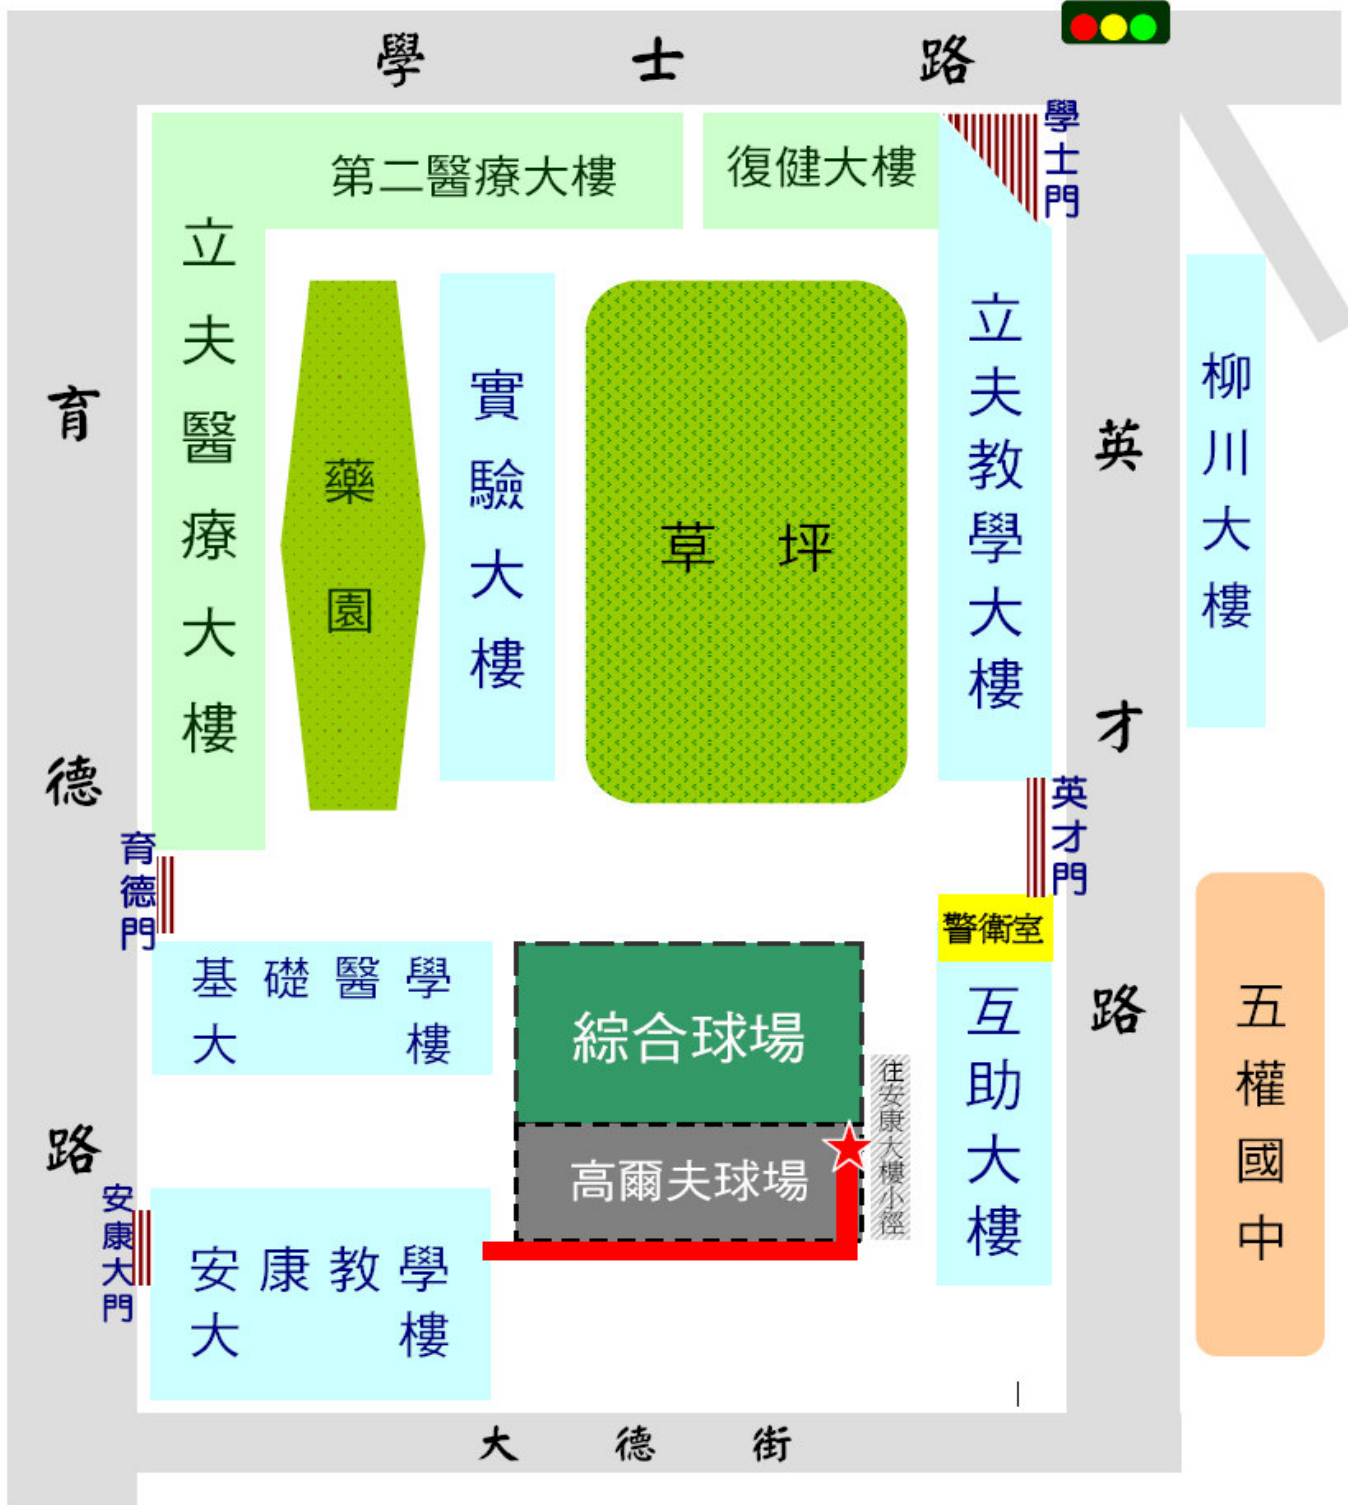 學士路
學士門
第二醫療大樓
復健大樓
立夫醫療大樓
藥園
實驗大樓
草坪
立夫教學大樓
柳川大樓
育德路
英才路
育德門
英才門
警衛室
基礎醫學
大樓
綜合球場
高爾夫球場
往安康大樓小徑
互助大樓
五權國中
安康大門
安康教學
大樓
大德街